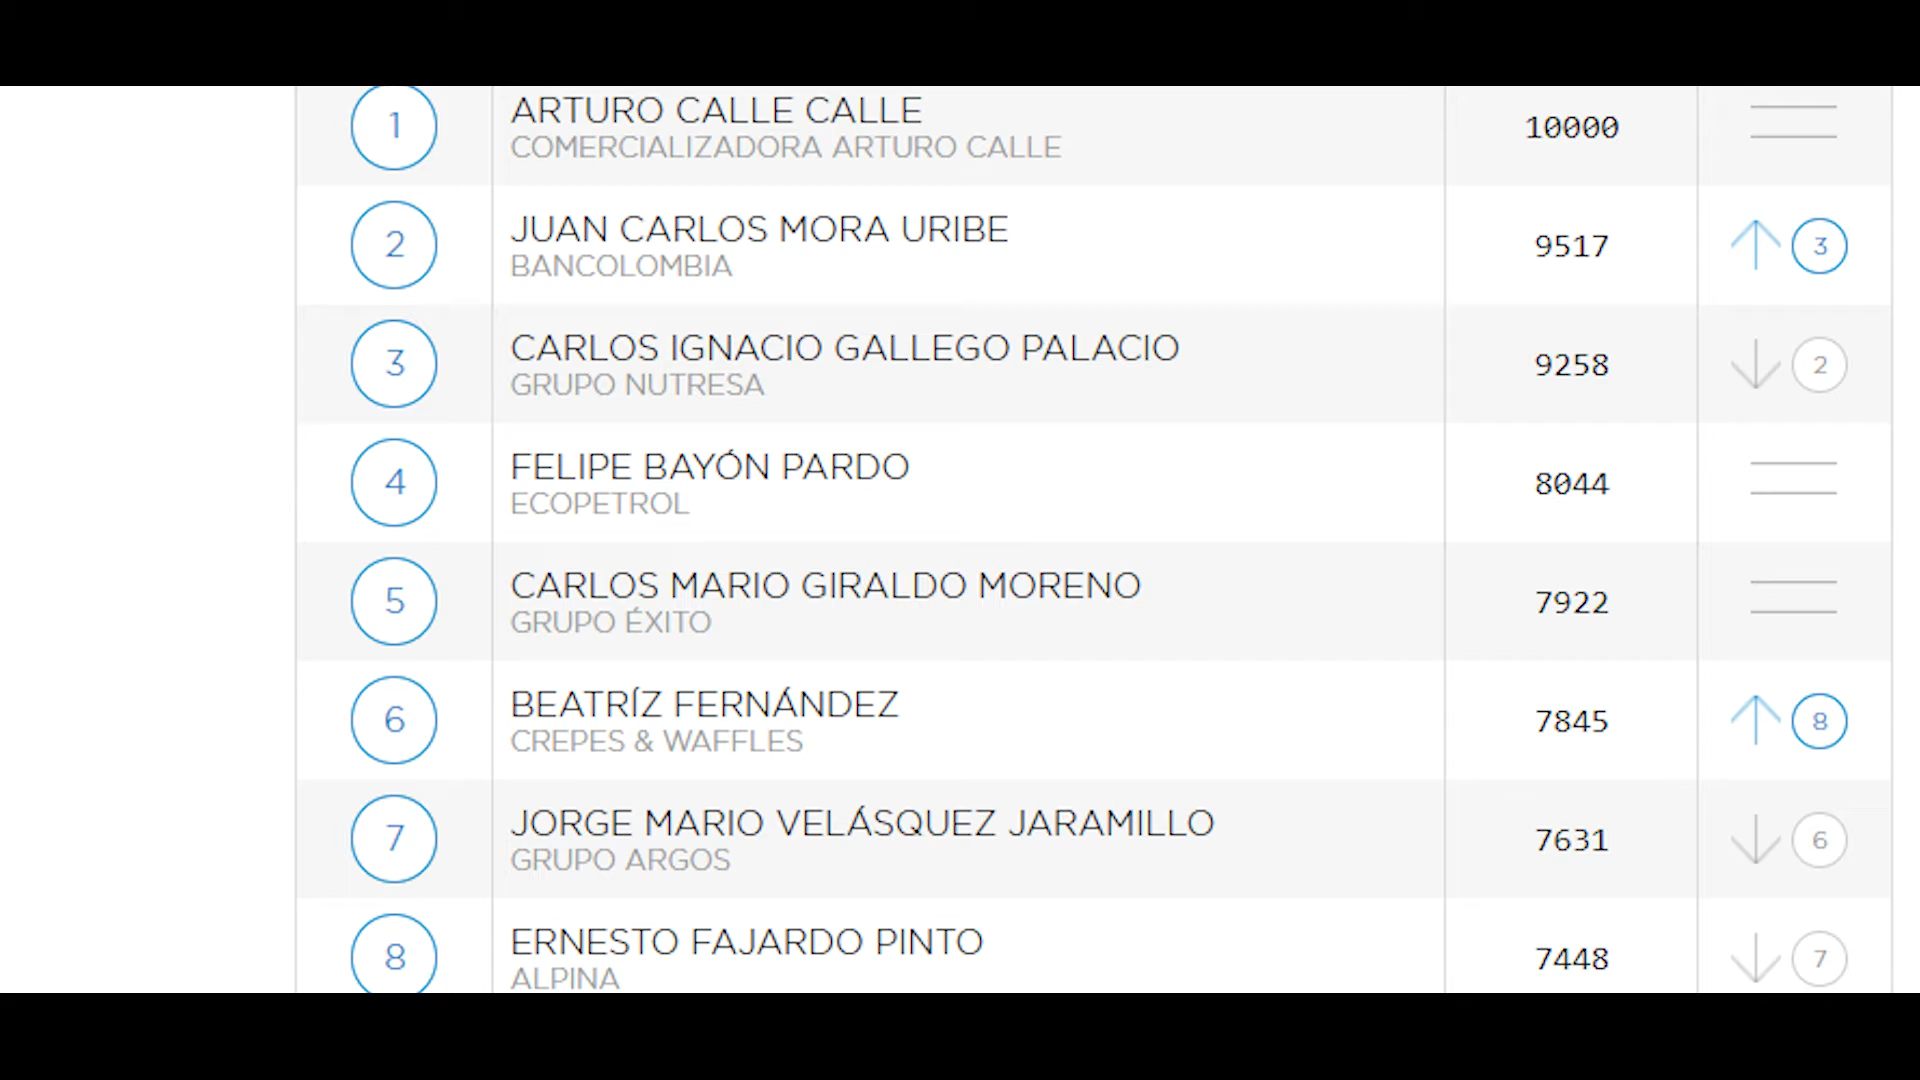 1
ARTURO CALLE CALLE
COMERCIALIZADORA ARTURO CALLE
10000
2
JUAN CARLOS MORA URIBE
BANCOLOMBIA
9517
3
3
CARLOS IGNACIO GALLEGO PALACIO
GRUPO NUTRESA
9258
2
4
FELIPE BAYÓN PARDO
ECOPETROL
8044
5
CARLOS MARIO GIRALDO MORENO
GRUPO ÉXITO
7922
6
BEATRÍZ FERNÁNDEZ
CREPES & WAFFLES
7845
8
7
JORGE MARIO VELÁSQUEZ JARAMILLO
GRUPO ARGOS
7631
6
8
ERNESTO FAJARDO PINTO
ALPINA
7448
7